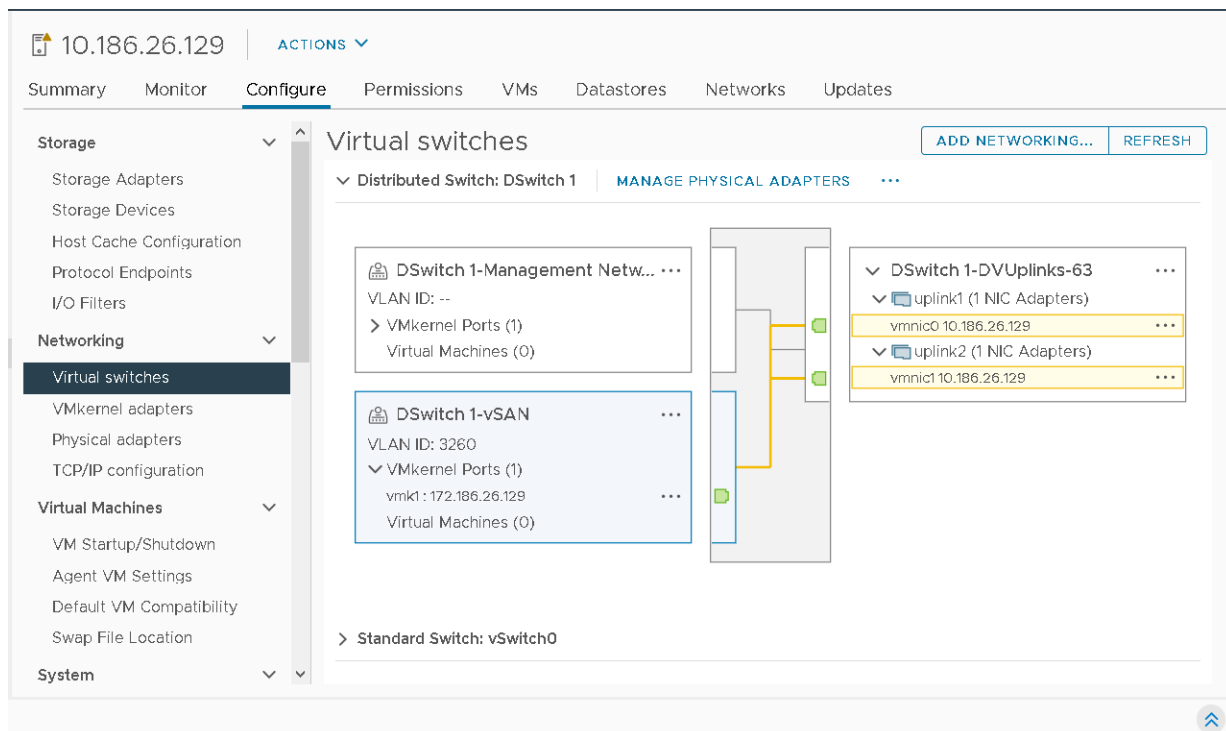 10.186.26.129 ACTIONS
Summary Monitor Configure Permissions VMs Datastores Networks Updates
Storage
Storage Adapters
Storage Devices
Host Cache Configuration
Protocol Endpoints
I/O Filters
Networking
Virtual switches
VMkernel adapters
Physical adapters
TCP/IP configuration
Virtual Machines
VM Startup/Shutdown
Agent VM Settings
Default VM Compatibility
Swap File Location
System
Virtual switches
ADD NETWORKING... REFRESH
Distributed Switch: DSwitch 1 MANAGE PHYSICAL ADAPTERS ...
DSwitch 1-Management Netw... ...
VLAN ID: --
VMkernel Ports (1)
Virtual Machines (0)
DSwitch 1-vSAN ...
VLAN ID: 3260
VMkernel Ports (1)
vmk1 : 172.186.26.129 ...
Virtual Machines (0)
DSwitch 1-DVUplinks-63 ...
uplink1 (1 NIC Adapters)
vmnic0 10.186.26.129 ...
uplink2 (1 NIC Adapters)
vmnic1 10.186.26.129 ...
Standard Switch: vSwitch0